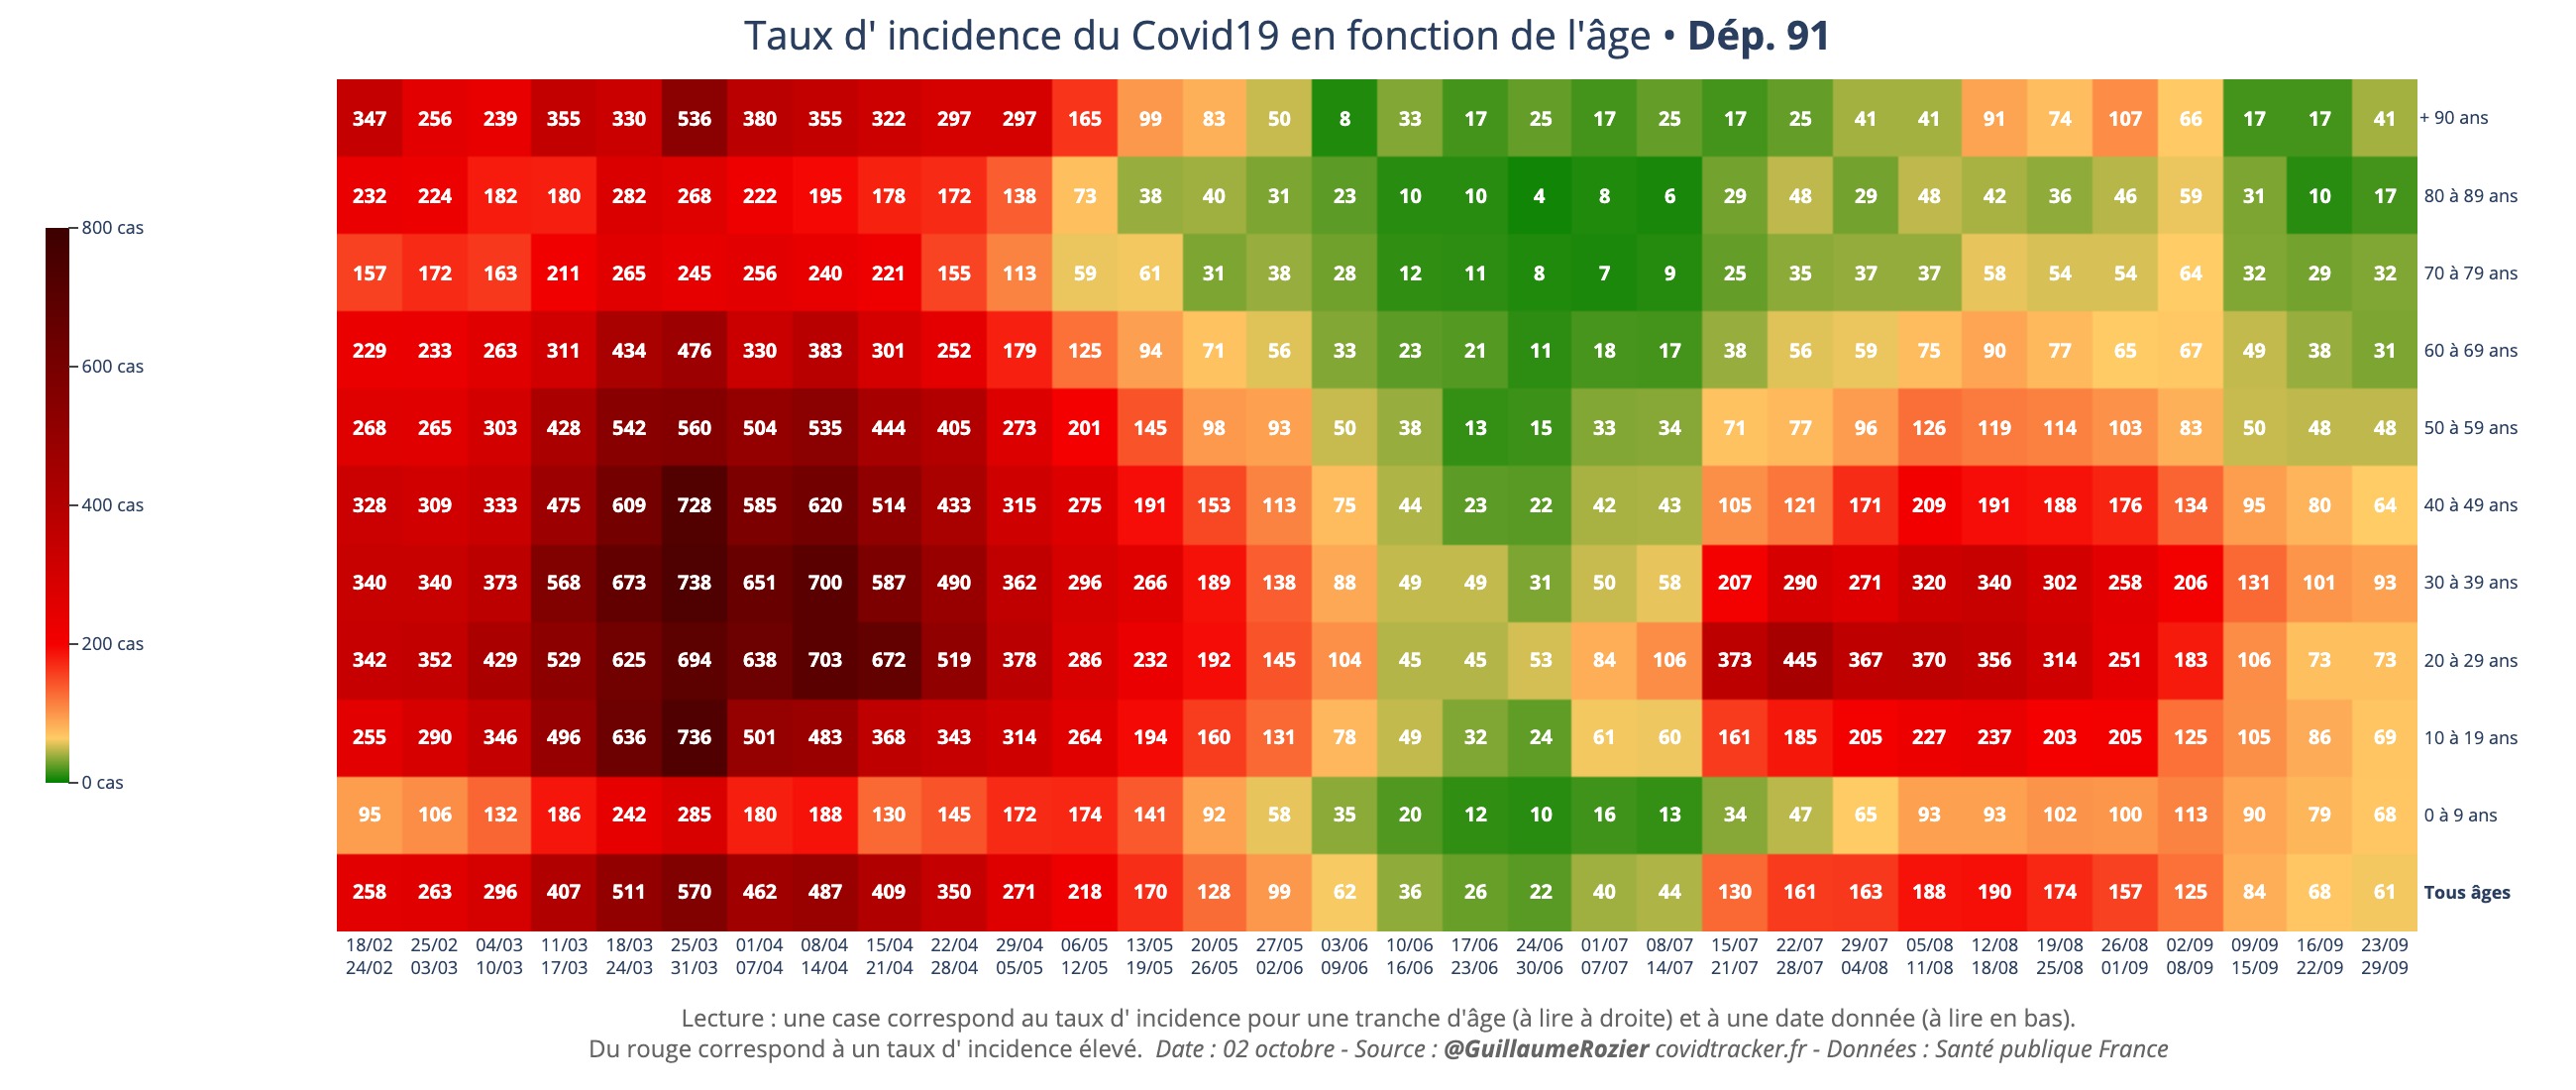 Taux d' incidence du Covid19 en fonction de l'âge • Dép. 91
347 256 239 355 330 536 380 355 322 297 297 165 99 83 50 8 33 17 25 17 25 17 25 41 41 91 74 107 66 17 17 41 + 90 ans
232 224 182 180 282 268 222 195 178 172 138 73 38 40 31 23 10 10 4 8 6 29 48 29 48 42 36 46 59 31 10 17 80 à 89 ans
800 cas
157 172 163 211 265 245 256 240 221 155 113 59 61 31 38 28 12 11 8 7 9 25 35 37 37 58 54 54 64 32 29 32 70 à 79 ans
229 233 263 311 434 476 330 383 301 252 179 125 94 71 56 33 23 21 11 18 17 38 56 59 75 90 77 65 67 49 38 31 60 à 69 ans
600 cas
268 265 303 428 542 560 504 535 444 405 273 201 145 98 93 50 38 13 15 33 34 71 77 96 126 119 114 103 83 50 48 48 50 à 59 ans
400 cas
328 309 333 475 609 728 585 620 514 433 315 275 191 153 113 75 44 23 22 42 43 105 121 171 209 191 188 176 134 95 80 64 40 à 49 ans
340 340 373 568 673 738 651 700 587 490 362 296 266 189 138 88 49 49 31 50 58 207 290 271 320 340 302 258 206 131 101 93 30 à 39 ans
200 cas
342 352 429 529 625 694 638 703 672 519 378 286 232 192 145 104 45 45 53 84 106 373 445 367 370 356 314 251 183 106 73 73 20 à 29 ans
255 290 346 496 636 736 501 483 368 343 314 264 194 160 131 78 49 32 24 61 60 161 185 205 227 237 203 205 125 105 86 69 10 à 19 ans
0 cas
95 106 132 186 242 285 180 188 130 145 172 174 141 92 58 35 20 12 10 16 13 34 47 65 93 93 102 100 113 90 79 68 0 à 9 ans
258 263 296 407 511 570 462 487 409 350 271 218 170 128 99 62 36 26 22 40 44 130 161 163 188 190 174 157 125 84 68 61 Tous âges
18/02 25/02 04/03 11/03 18/03 25/03 01/04 08/04 15/04 22/04 29/04 06/05 13/05 20/05 27/05 03/06 10/06 17/06 24/06 01/07 08/07 15/07 22/07 29/07 05/08 12/08 19/08 26/08 02/09 09/09 16/09 23/09
24/02 03/03 10/03 17/03 24/03 31/03 07/04 14/04 21/04 28/04 05/05 12/05 19/05 26/05 02/06 09/06 16/06 23/06 30/06 07/07 14/07 21/07 28/07 04/08 11/08 18/08 25/08 01/09 08/09 15/09 22/09 29/09
Lecture : une case correspond au taux d' incidence pour une tranche d'âge (à lire à droite) et à une date donnée (à lire en bas).
Du rouge correspond à un taux d' incidence élevé. Date : 02 octobre - Source : @GuillaumeRozier covidtracker.fr - Données : Santé publique France